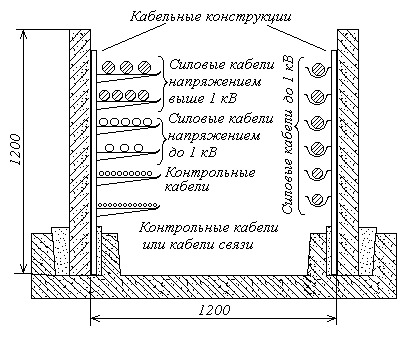 Кабельные конструкции
Силовые кабели
напряжением
выше 1 кВ
Силовые кабели
напряжением
до 1 кВ
Контрольные
кабели
Контрольные кабели
или кабели связи
Силовые кабели до 1 кВ
1200
1200